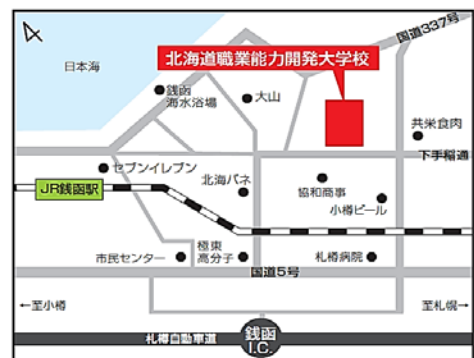 国道337号
日本海
北海道職業能力開発大学校
銭函
海水浴場
大山
共栄食肉
下手稲通
セブンイレブン
JR銭函駅
北海バネ
協和商事
小樽ビール
市民センター
極東
高分子
札樽病院
国道5号
←至小樽
至札幌→
札樽自動車道
銭函
I.C.